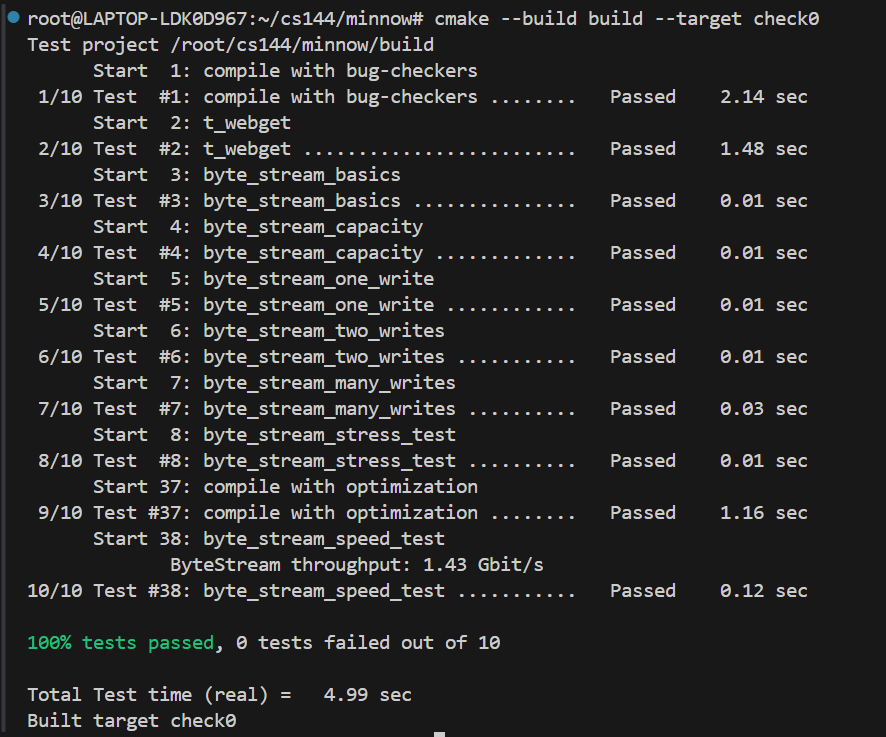 root@LAPTOP-LDK0D967:~/cs144/minnow# cmake --build build --target check0
Test project /root/cs144/minnow/build
      Start  1: compile with bug-checkers
 1/10 Test  #1: compile with bug-checkers ........   Passed    2.14 sec
      Start  2: t_webget
 2/10 Test  #2: t_webget .........................   Passed    1.48 sec
      Start  3: byte_stream_basics
 3/10 Test  #3: byte_stream_basics ...............   Passed    0.01 sec
      Start  4: byte_stream_capacity
 4/10 Test  #4: byte_stream_capacity .............   Passed    0.01 sec
      Start  5: byte_stream_one_write
 5/10 Test  #5: byte_stream_one_write ............   Passed    0.01 sec
      Start  6: byte_stream_two_writes
 6/10 Test  #6: byte_stream_two_writes ...........   Passed    0.01 sec
      Start  7: byte_stream_many_writes
 7/10 Test  #7: byte_stream_many_writes ..........   Passed    0.03 sec
      Start  8: byte_stream_stress_test
 8/10 Test  #8: byte_stream_stress_test ..........   Passed    0.01 sec
      Start 37: compile with optimization
 9/10 Test #37: compile with optimization ........   Passed    1.16 sec
      Start 38: byte_stream_speed_test
             ByteStream throughput: 1.43 Gbit/s
10/10 Test #38: byte_stream_speed_test ...........   Passed    0.12 sec
100% tests passed, 0 tests failed out of 10
Total Test time (real) =   4.99 sec
Built target check0